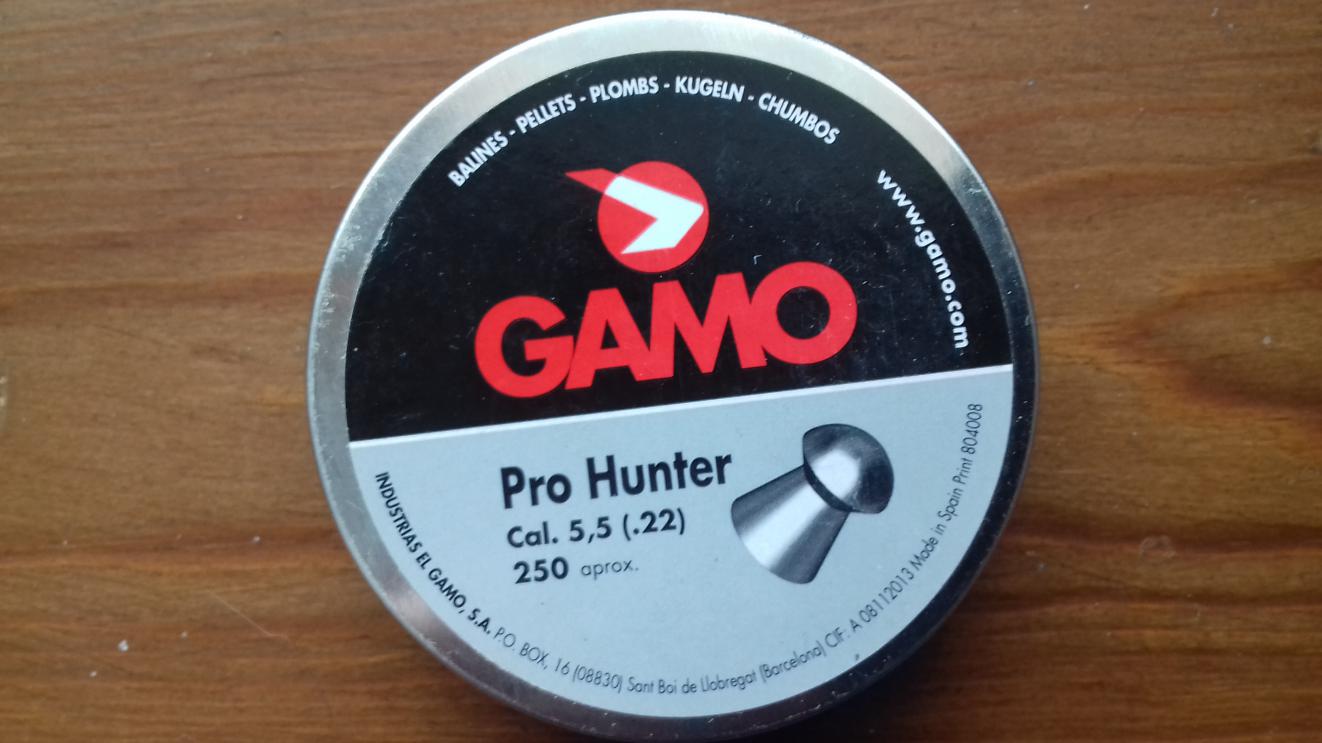 BALINES - PELLETS - PLOMBS - KUGELN - CHUMBOS
www.gamo.com
GAMO
Pro Hunter
Cal. 5,5 (.22)
250 aprox.
INDUSTRIAS EL GAMO, S.A. P.O. BOX, 16 (08830) Sant Boi de Llobregat (Barcelona) CIF: A 08112013 Made in Spain Print 804008